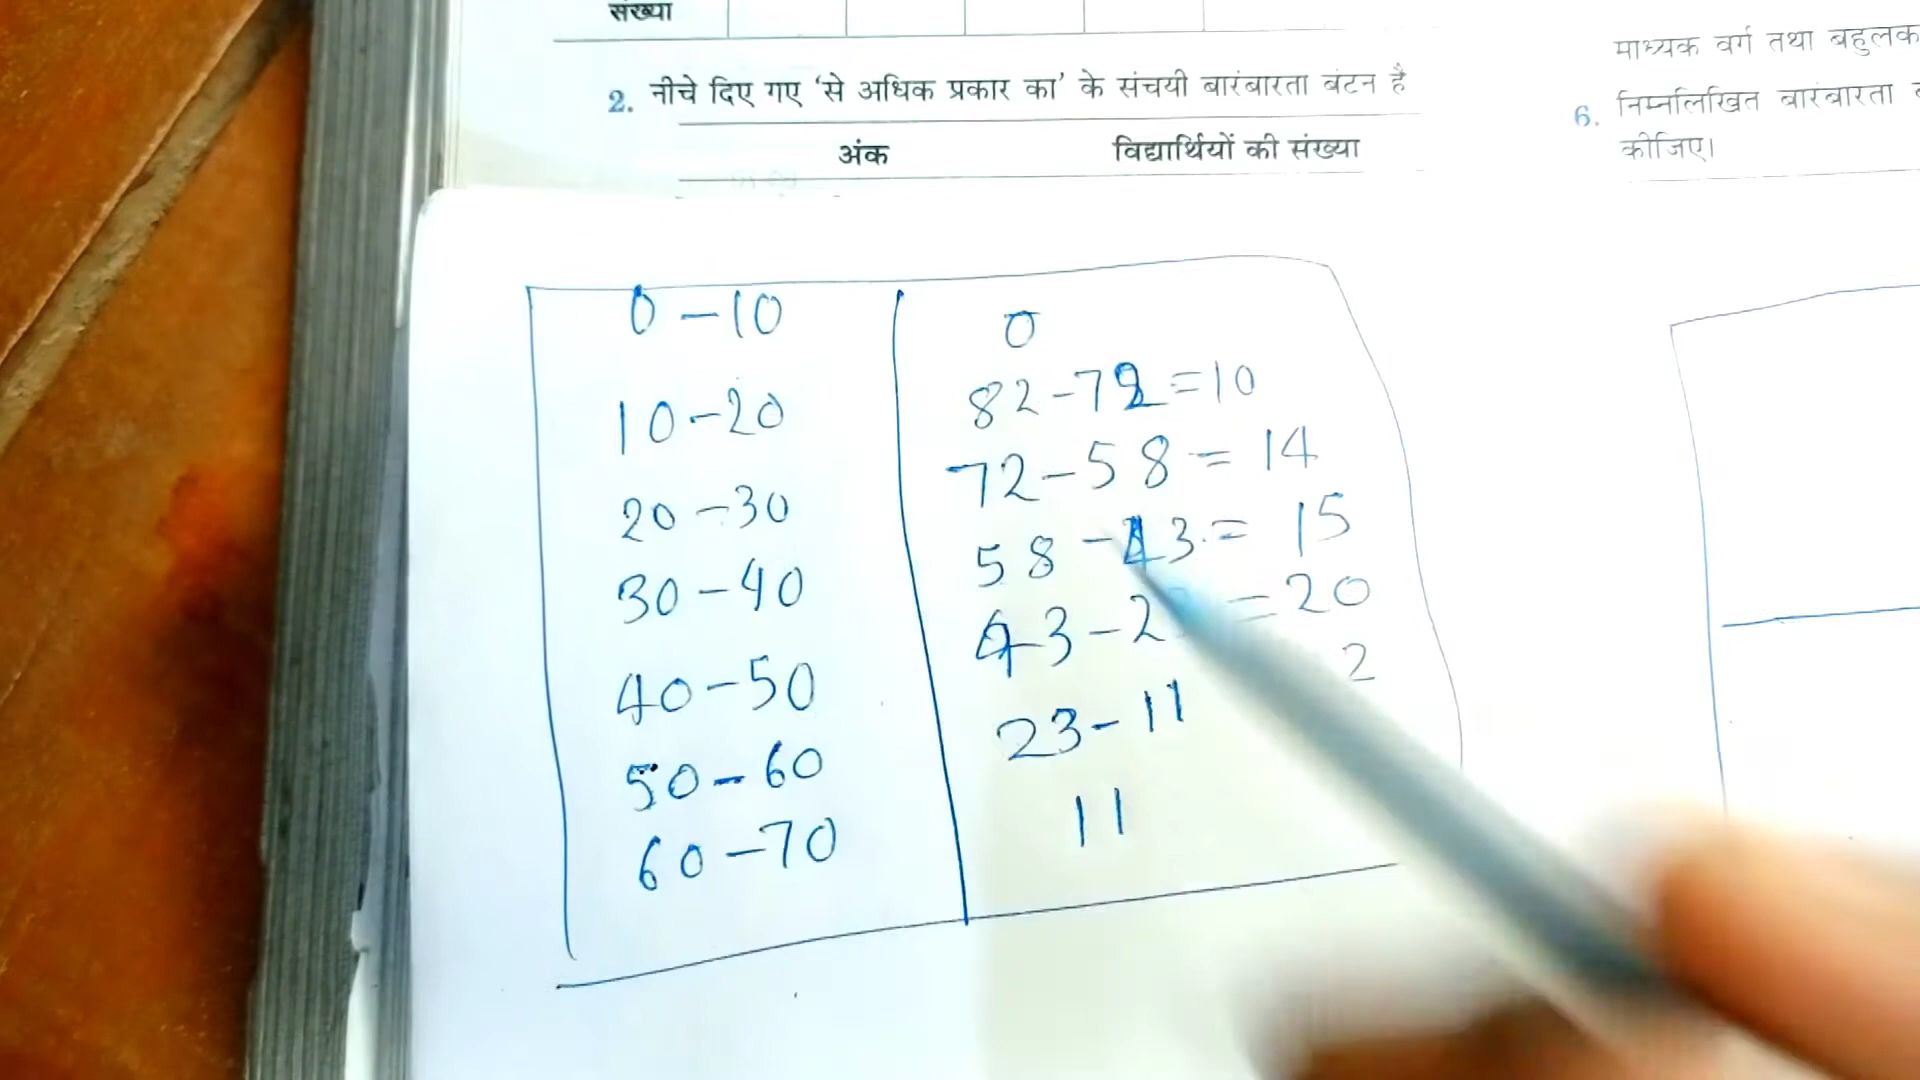 संख्या
2. नीचे दिए गए ‘से अधिक प्रकार का’ के संचयी बारंबारता बंटन है
अंक विद्यार्थियों की संख्या
0 – 10 0
10 – 20 82 – 72 = 10
20 – 30 72 – 58 = 14
30 – 40 58 – 43 = 15
40 – 50 43 – 2 = 20
50 – 60 23 – 11 2
60 – 70 11
माध्यक वर्ग तथा बहुलक
6. निम्नलिखित बारंबारता
कीजिए।